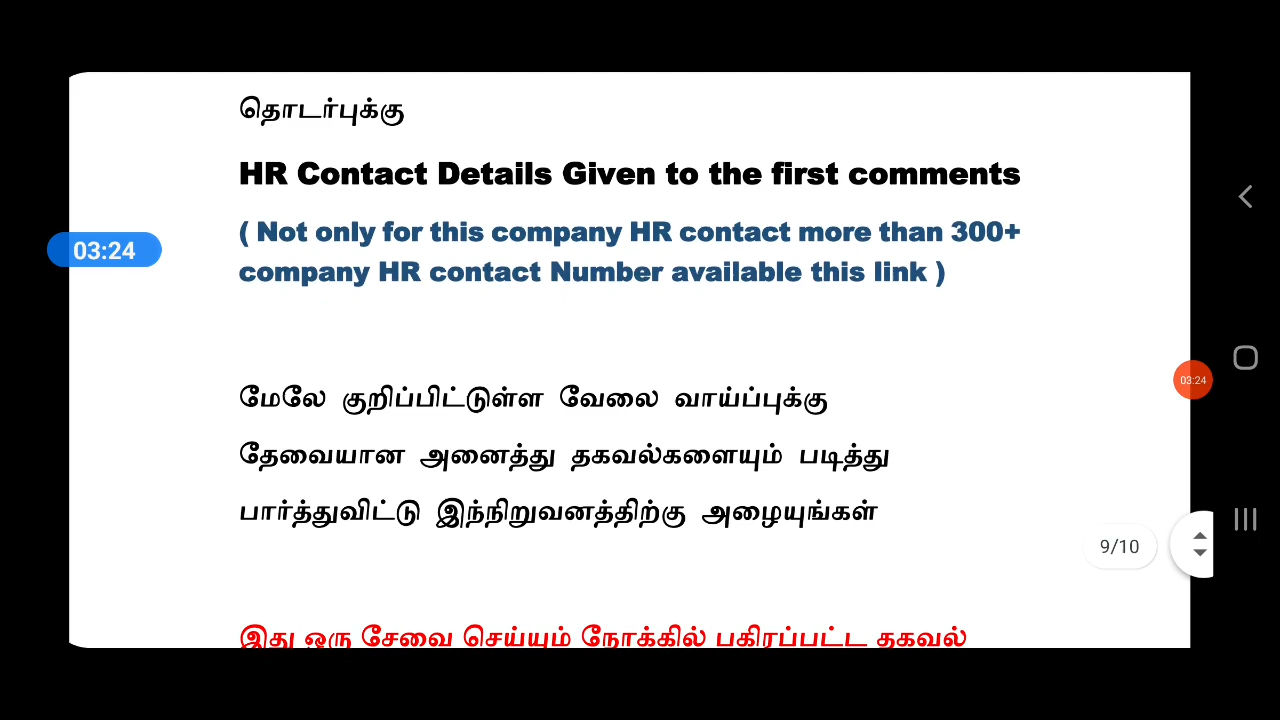 தொடர்புக்கு
HR Contact Details Given to the first comments
( Not only for this company HR contact more than 300+
03:24
company HR contact Number available this link )
03:24
மேலே குறிப்பிட்டுள்ள வேலை வாய்ப்புக்கு
தேவையான அனைத்து தகவல்களையும் படித்து
பார்த்துவிட்டு இந்நிறுவனத்திற்கு அழையுங்கள்
9/10
இது ஒரு சேவை செய்யும் நோக்கில் பகிரப்பட்ட தகவல்